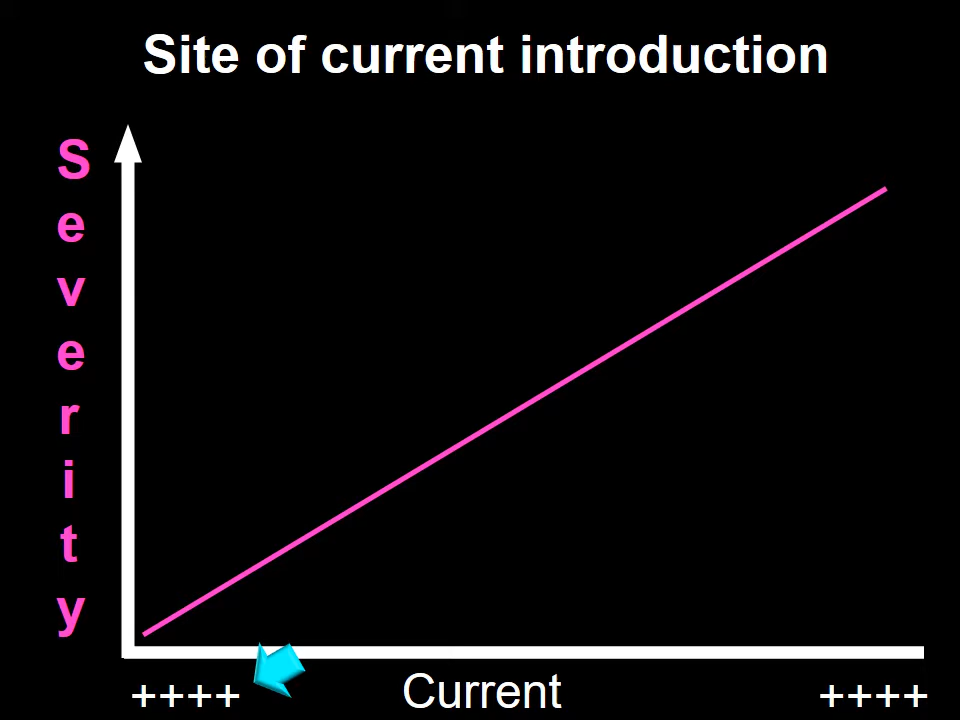 Site of current introduction
Severity
++++ Current ++++